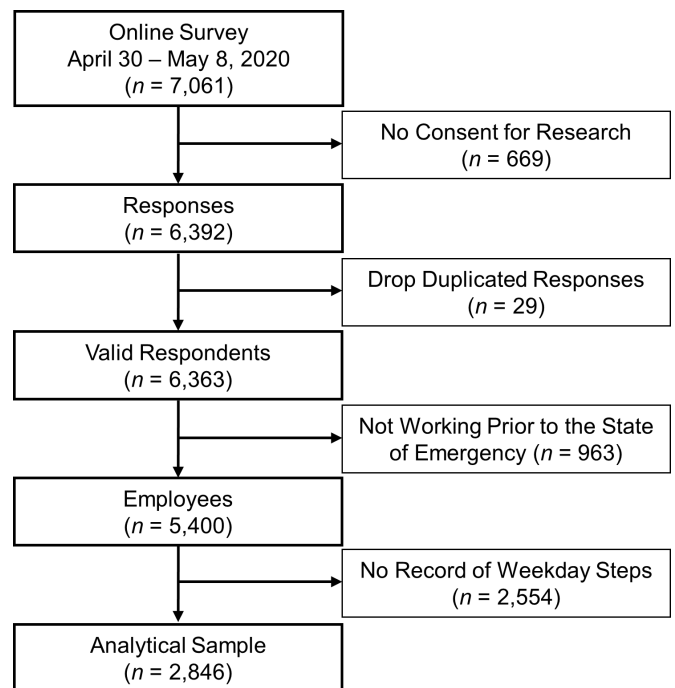 Online Survey
April 30 – May 8, 2020
(n = 7,061)
No Consent for Research
(n = 669)
Responses
(n = 6,392)
Drop Duplicated Responses
(n = 29)
Valid Respondents
(n = 6,363)
Not Working Prior to the State
of Emergency (n = 963)
Employees
(n = 5,400)
No Record of Weekday Steps
(n = 2,554)
Analytical Sample
(n = 2,846)